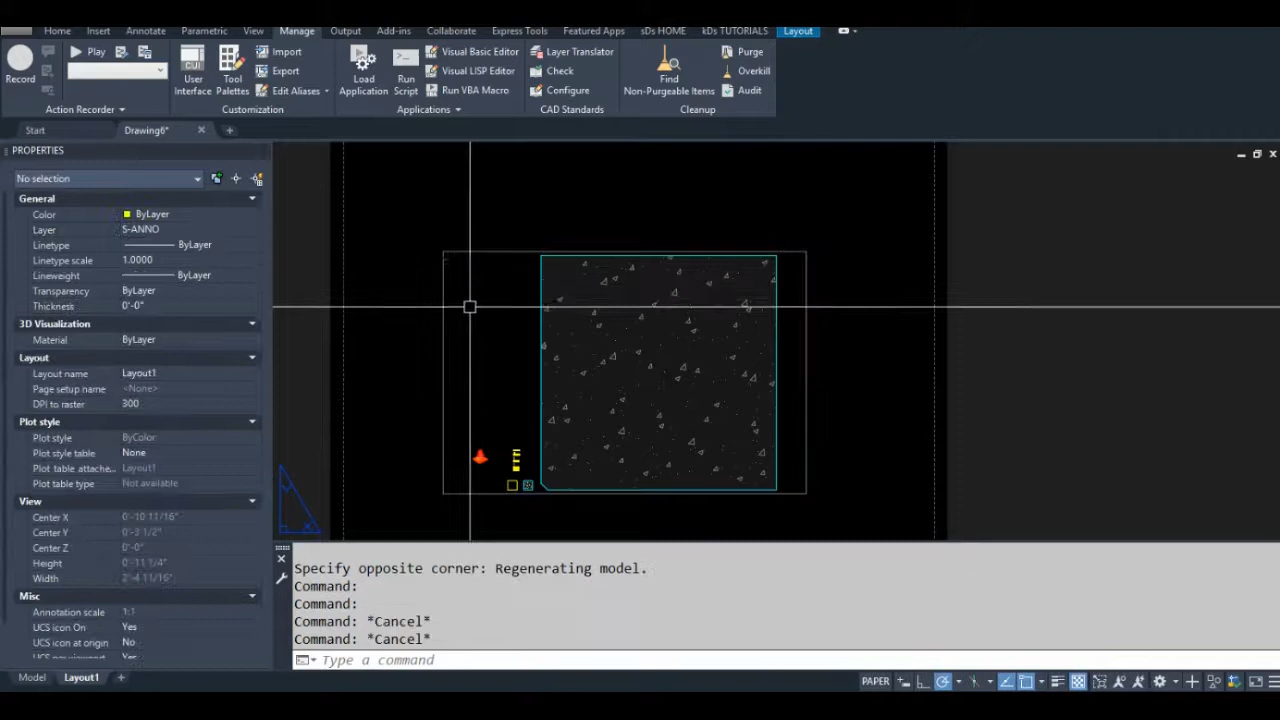 Home Insert Annotate Parametric View Manage Output Add-ins Collaborate Express Tools Featured Apps sDs HOME kDs TUTORIALS Layout
Record
Play
Action Recorder
User Interface
Tool Palettes
Import
Export
Edit Aliases
Customization
Load Application
Run Script
Visual Basic Editor
Visual LISP Editor
Run VBA Macro
Applications
Layer Translator
Check
Configure
CAD Standards
Find Non-Purgeable Items
Purge
Overkill
Audit
Cleanup
Start Drawing6*
PROPERTIES
No selection
General
Color ByLayer
Layer S-ANNO
Linetype ByLayer
Linetype scale 1.0000
Lineweight ByLayer
Transparency ByLayer
Thickness 0'-0"
3D Visualization
Material ByLayer
Layout
Layout name Layout1
Page setup name <None>
DPI to raster 300
Plot style
Plot style ByColor
Plot style table None
Plot table attache... Layout1
Plot table type Not available
View
Center X 0'-10 11/16"
Center Y 0'-3 1/2"
Center Z 0'-0"
Height 0'-11 1/4"
Width 2'-4 11/16"
Misc
Annotation scale 1:1
UCS icon On Yes
UCS icon at origin No
UCS per viewport Yes
Specify opposite corner: Regenerating model.
Command:
Command:
Command: *Cancel*
Command: *Cancel*
Type a command
Model Layout1 +
PAPER